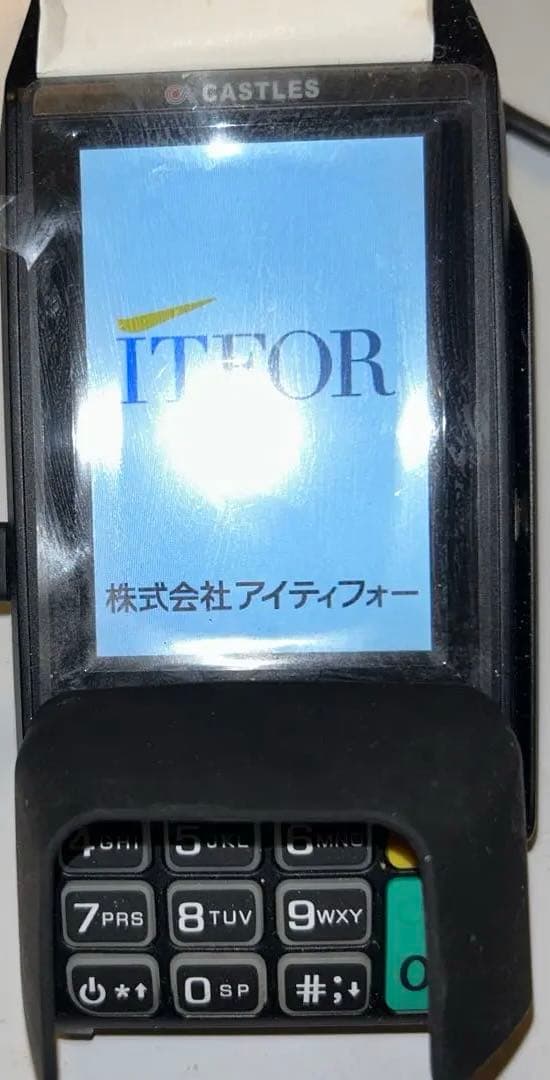 CASTLES
ITFOR
株式会社アイティフォー
4GHI 5JKL 6MNO
7PRS 8TUV 9WXY
*↑ 0SP #;↓
O